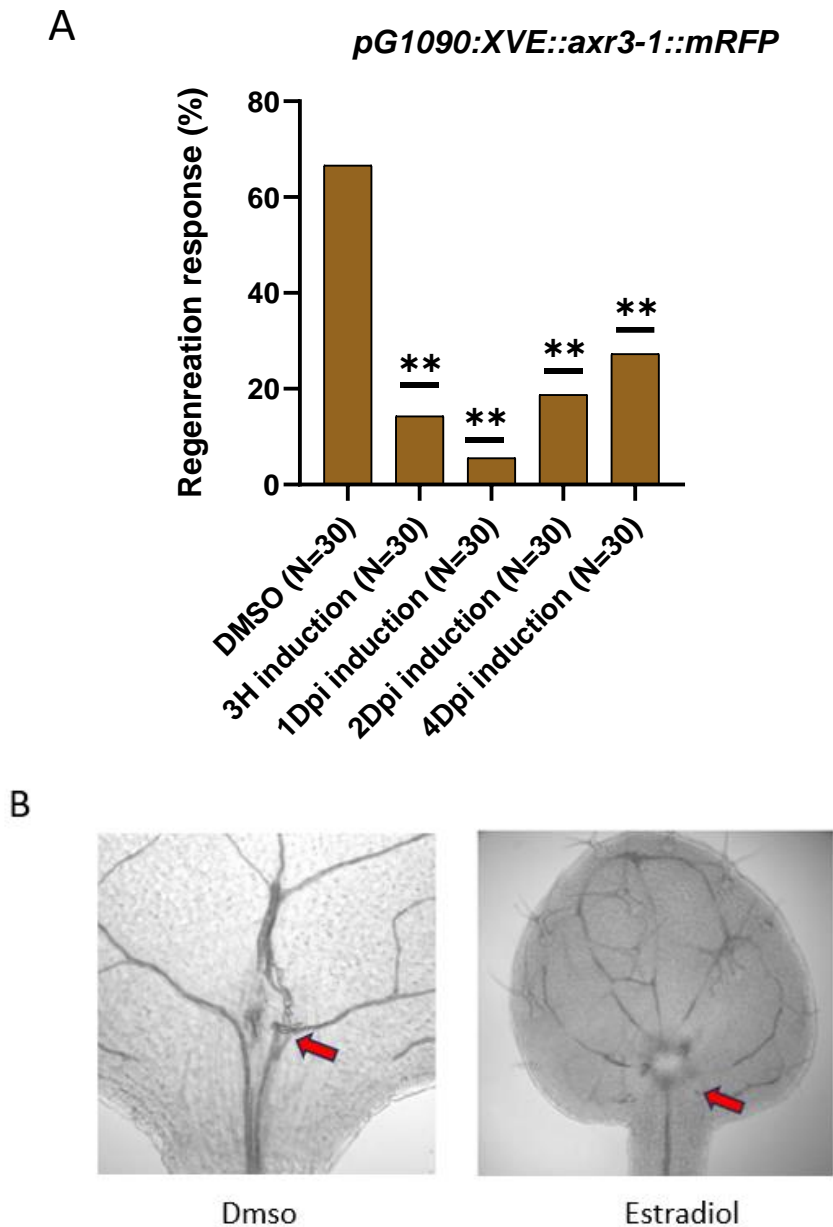 A
pG1090:XVE::axr3-1::mRFP
Regenreation response (%)
80
60
40
20
0
**
**
**
**
DMSO (N=30)
3H induction (N=30)
1Dpi induction (N=30)
2Dpi induction (N=30)
4Dpi induction (N=30)
B
Dmso
Estradiol